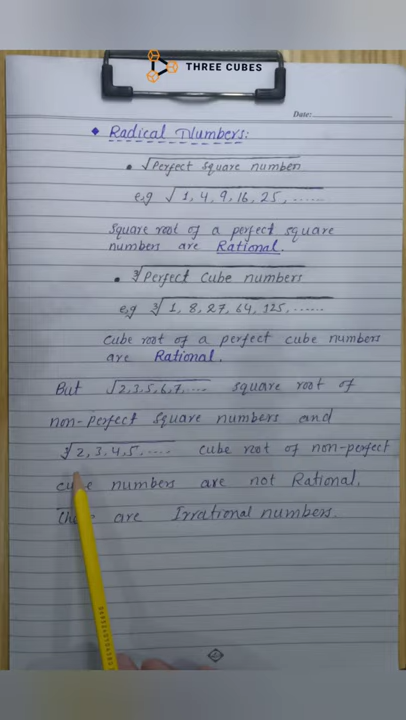 THREE CUBES
Date:
◆ Radical Numbers:
• √Perfect Square number
e.g √1, 4, 9, 16, 25, ......
Square root of a perfect square
numbers are Rational.
• ∛Perfect Cube numbers
e.g ∛1, 8, 27, 64, 125, ......
Cube root of a perfect cube numbers
are Rational.
But √2, 3, 5, 6, 7, .... square root of
non-perfect square numbers and
∛2, 3, 4, 5, .... cube root of non-perfect
cube numbers are not Rational,
are Irrational numbers.